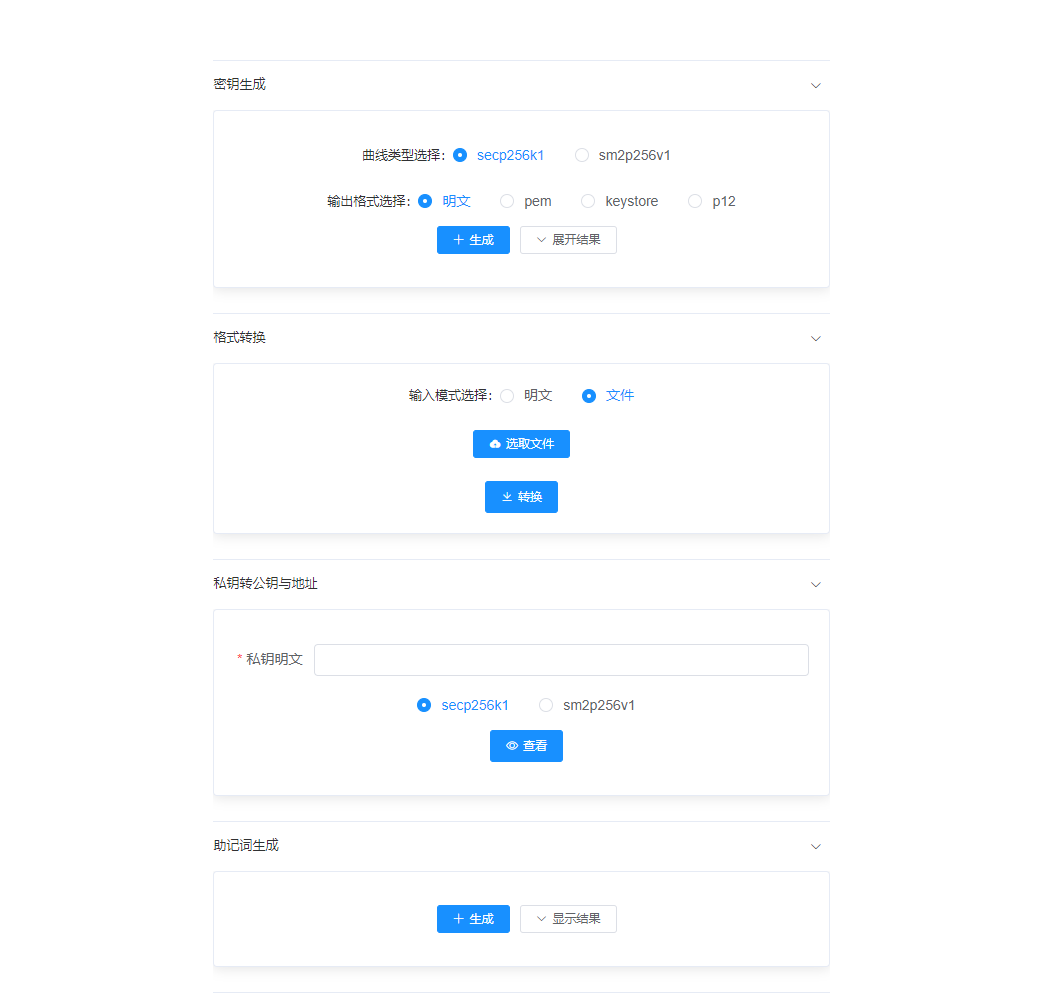 密钥生成
曲线类型选择: secp256k1 sm2p256v1
输出格式选择: 明文 pem keystore p12
生成 展开结果
格式转换
输入模式选择: 明文 文件
选取文件
转换
私钥转公钥与地址
* 私钥明文
secp256k1 sm2p256v1
查看
助记词生成
生成 显示结果